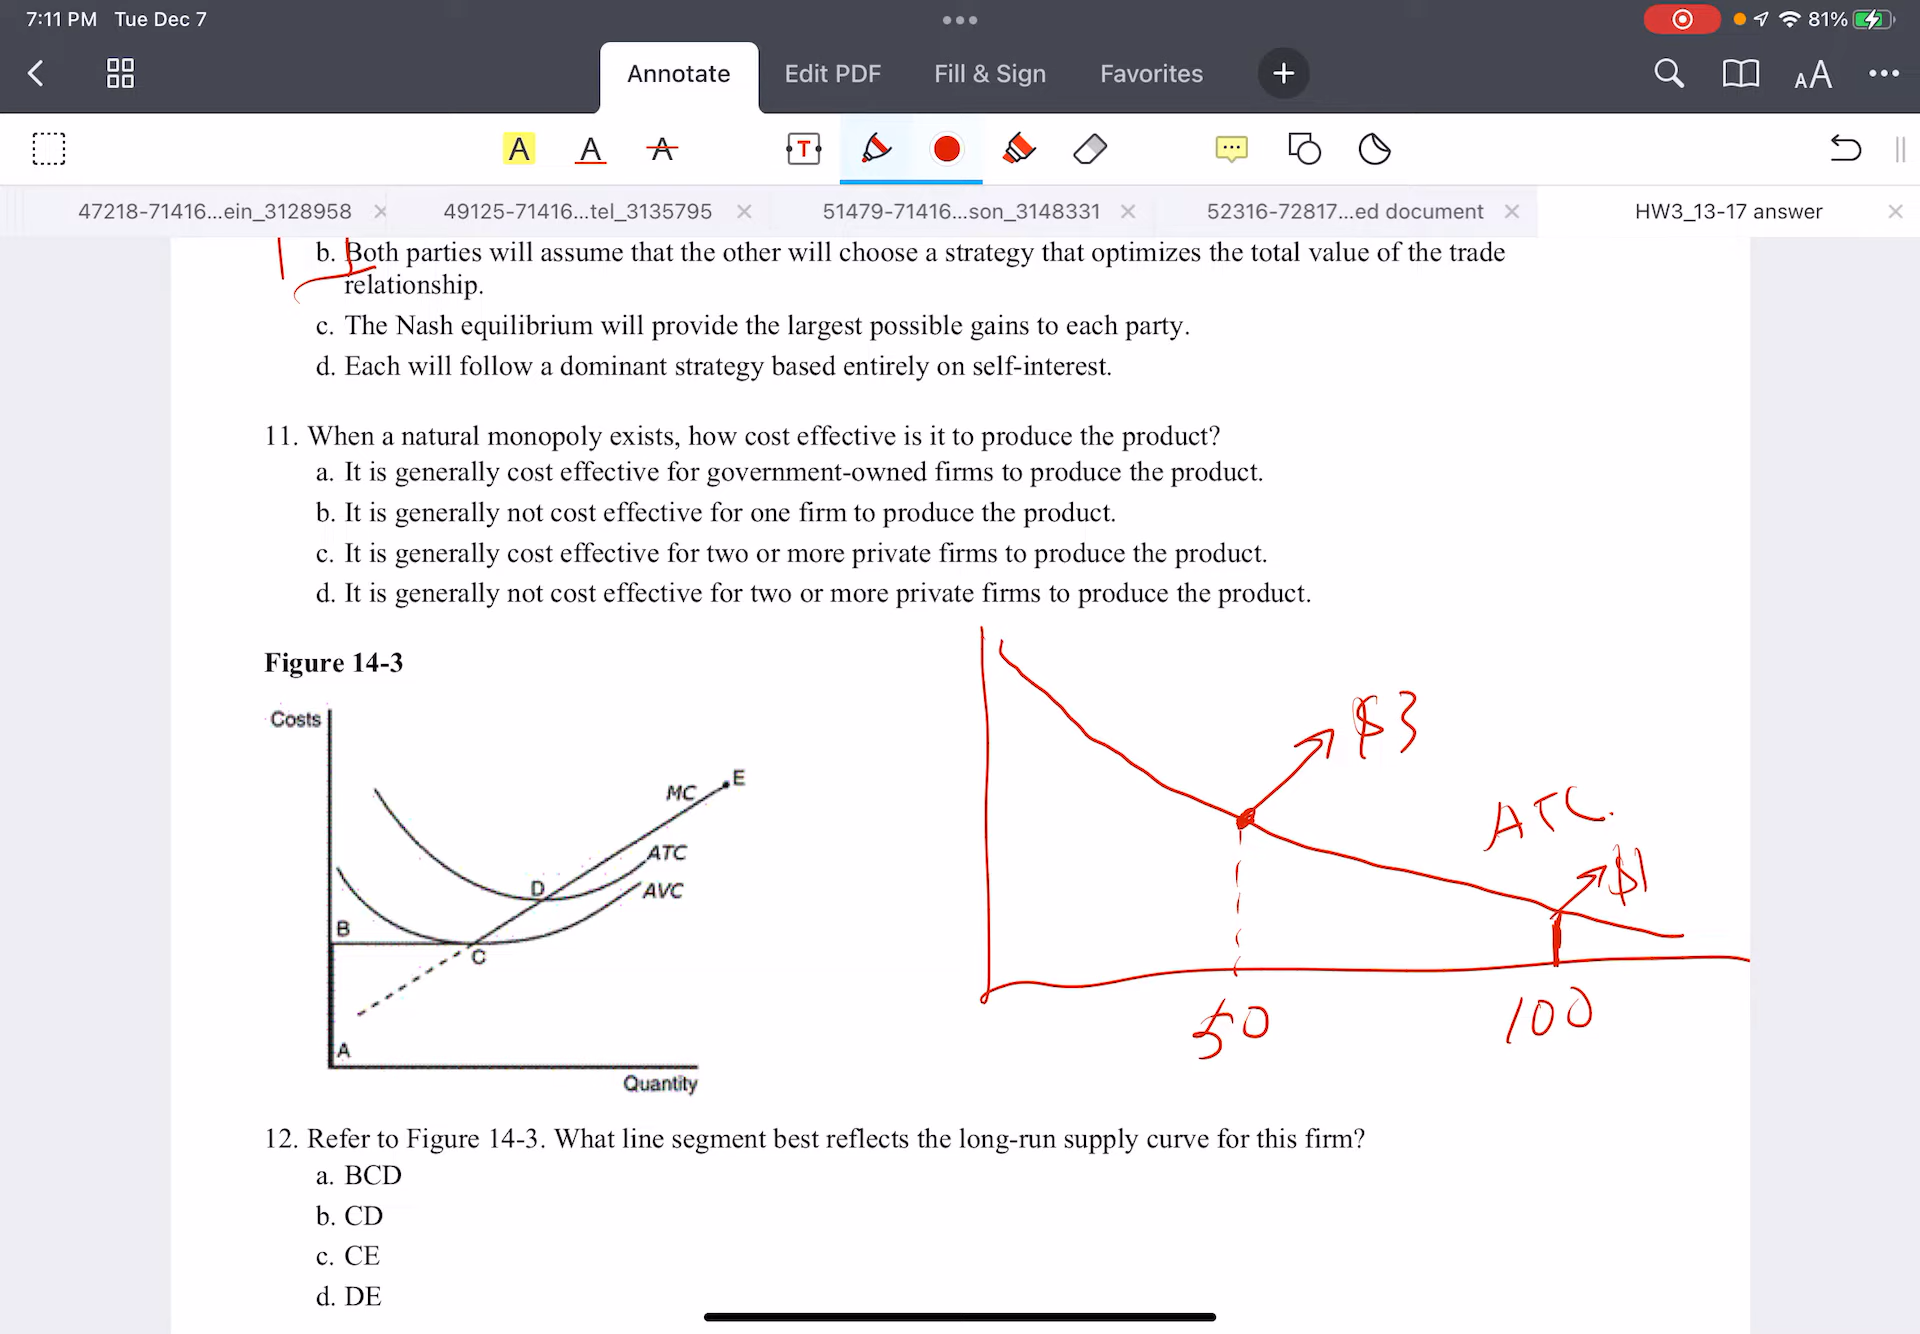 7:11 PM Tue Dec 7
81%
Annotate Edit PDF Fill & Sign Favorites
47218-71416...ein_3128958 49125-71416...tel_3135795 51479-71416...son_3148331 52316-72817...ed document HW3_13-17 answer
b. Both parties will assume that the other will choose a strategy that optimizes the total value of the trade
relationship.
c. The Nash equilibrium will provide the largest possible gains to each party.
d. Each will follow a dominant strategy based entirely on self-interest.
11. When a natural monopoly exists, how cost effective is it to produce the product?
a. It is generally cost effective for government-owned firms to produce the product.
b. It is generally not cost effective for one firm to produce the product.
c. It is generally cost effective for two or more private firms to produce the product.
d. It is generally not cost effective for two or more private firms to produce the product.
Figure 14-3
Costs
MC
E
ATC
D
AVC
B
C
A
Quantity
$3
ATC.
$1
50
100
12. Refer to Figure 14-3. What line segment best reflects the long-run supply curve for this firm?
a. BCD
b. CD
c. CE
d. DE